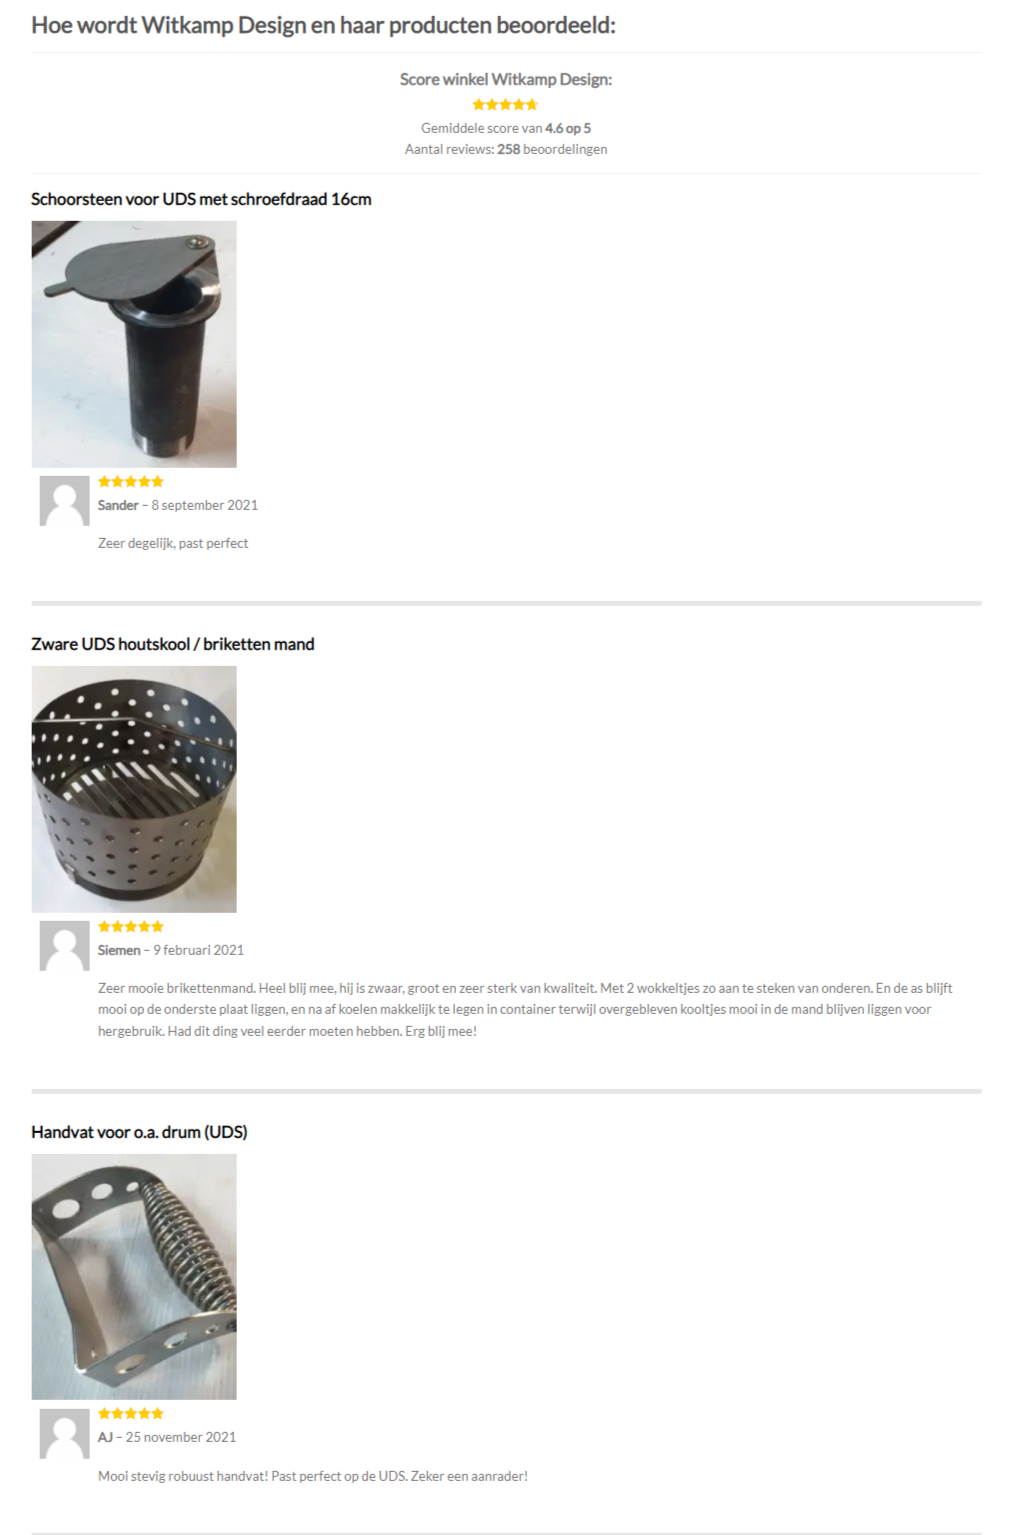 Hoe wordt Witkamp Design en haar producten beoordeeld:
Score winkel Witkamp Design:
Gemiddele score van 4.6 op 5
Aantal reviews: 258 beoordelingen
Schoorsteen voor UDS met schroefdraad 16cm
Sander – 8 september 2021
Zeer degelijk, past perfect
Zware UDS houtskool / briketten mand
Siemen – 9 februari 2021
Zeer mooie brikettenmand. Heel blij mee, hij is zwaar, groot en zeer sterk van kwaliteit. Met 2 wokkeltjes zo aan te steken van onderen. En de as blijft
mooi op de onderste plaat liggen, en na af koelen makkelijk te legen in container terwijl overgebleven kooltjes mooi in de mand blijven liggen voor
hergebruik. Had dit ding veel eerder moeten hebben. Erg blij mee!
Handvat voor o.a. drum (UDS)
AJ – 25 november 2021
Mooi stevig robuust handvat! Past perfect op de UDS. Zeker een aanrader!